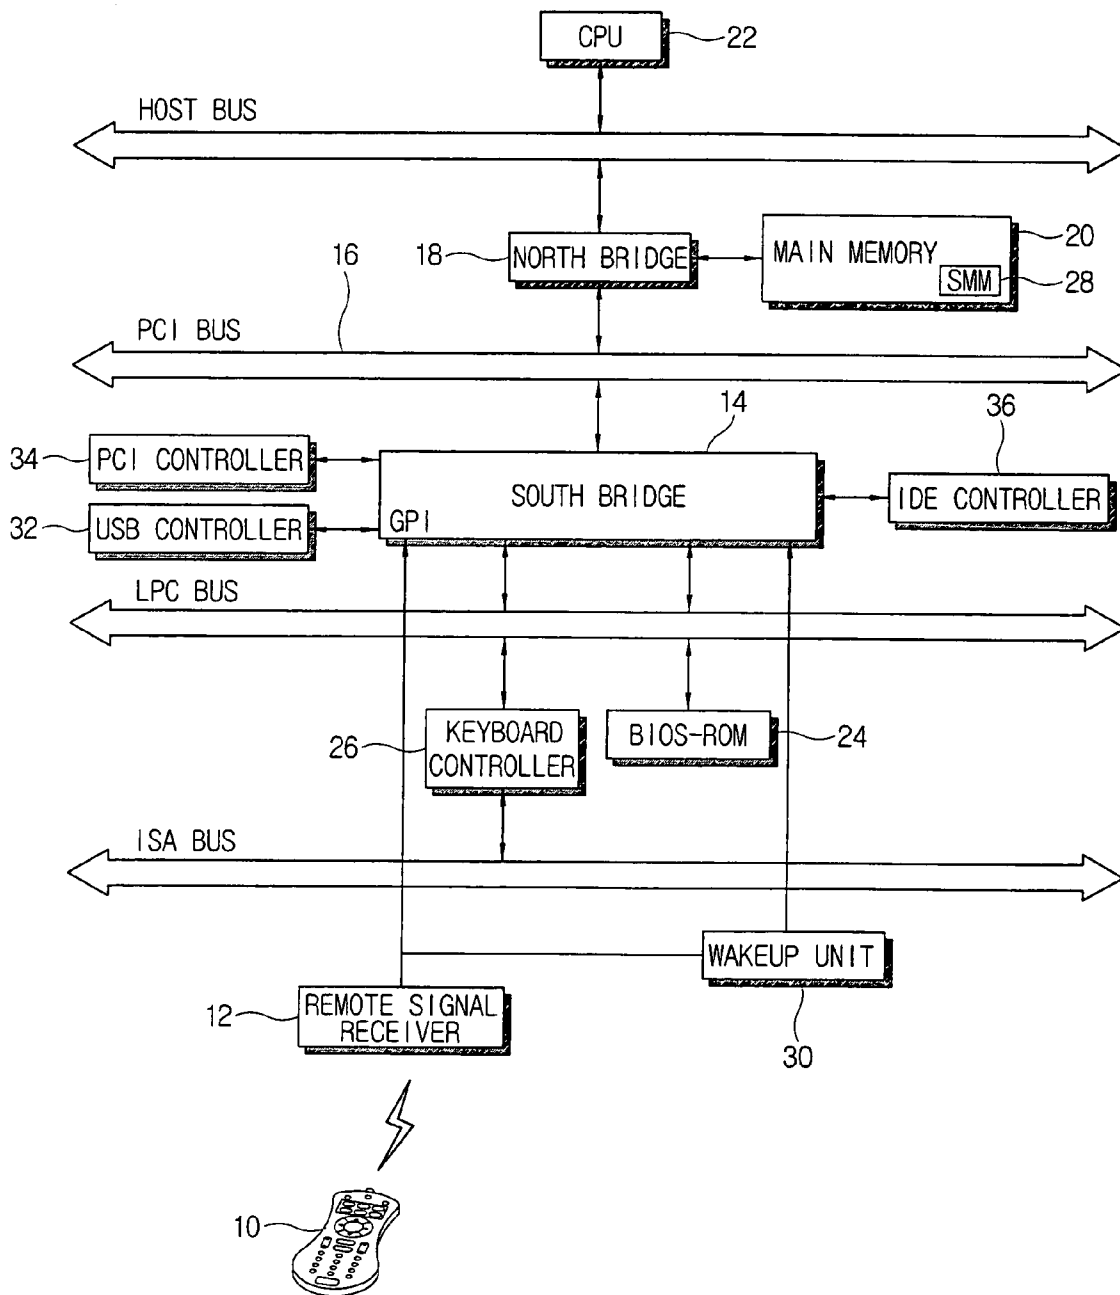 CPU
22
HOST BUS
18
NORTH BRIDGE
MAIN MEMORY
20
SMM
28
16
PCI BUS
14
36
34
PCI CONTROLLER
SOUTH BRIDGE
IDE CONTROLLER
32
USB CONTROLLER
GPI
LPC BUS
26
KEYBOARD
CONTROLLER
BIOS-ROM
24
ISA BUS
WAKEUP UNIT
12
REMOTE SIGNAL
RECEIVER
30
10